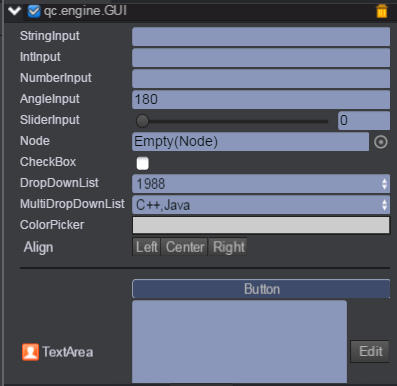 qc.engine.GUI
StringInput
IntInput
NumberInput
AngleInput 180
SliderInput 0
Node Empty(Node)
CheckBox
DropDownList 1988
MultiDropDownList C++,Java
ColorPicker
Align Left Center Right
Button
TextArea Edit